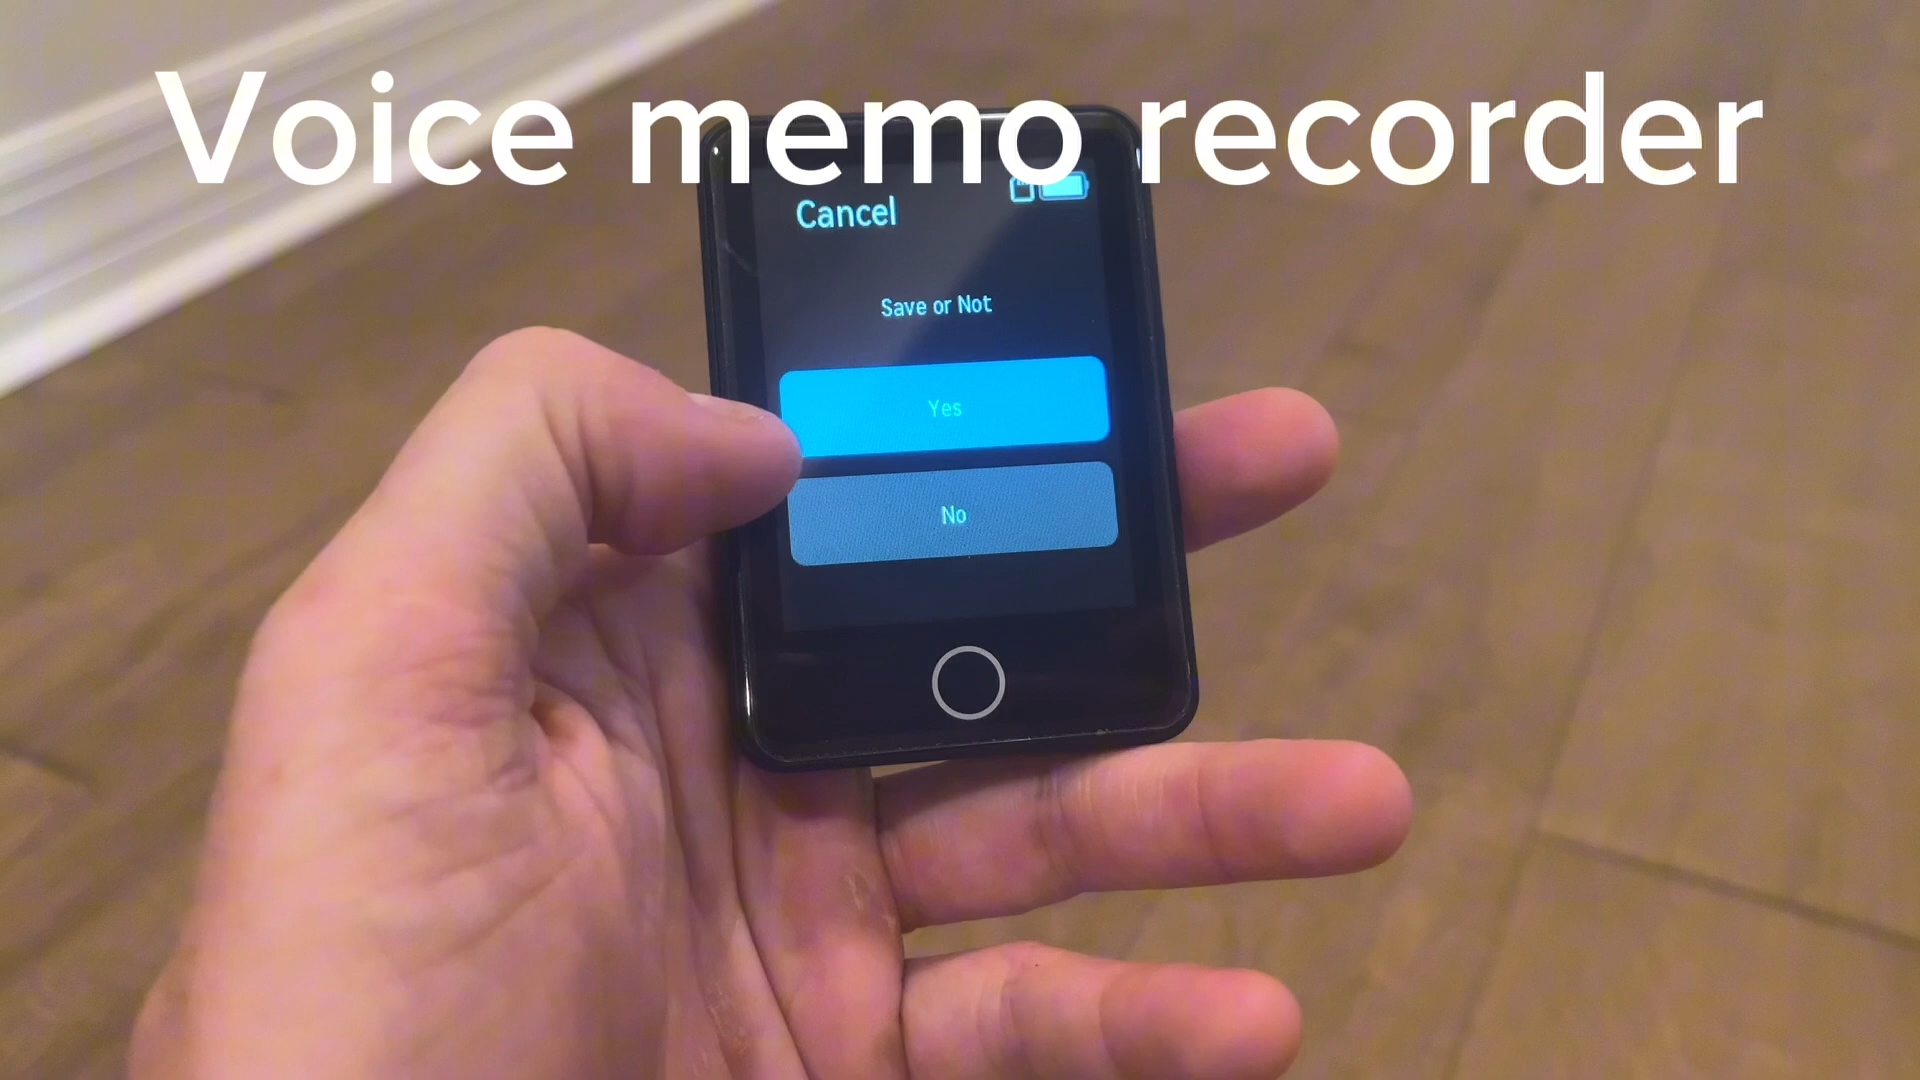 Voice memo recorder
Cancel
Save or Not
Yes
No